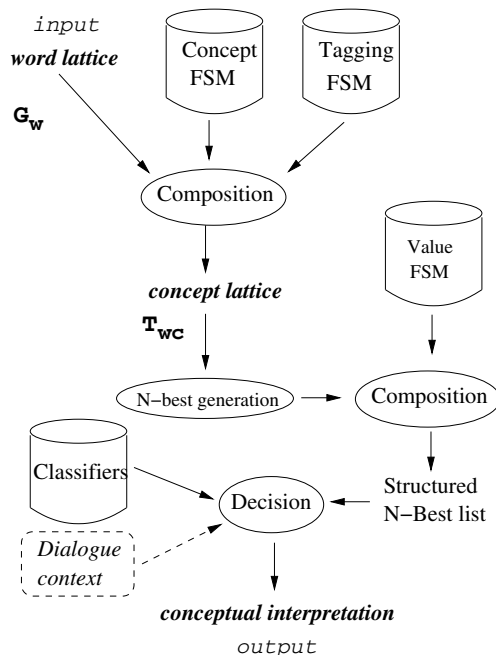 input
word lattice
Concept
FSM
Tagging
FSM
G_W
Composition
concept lattice
Value
FSM
T_WC
N−best generation
Composition
Classifiers
Decision
Structured
N−Best list
Dialogue
context
conceptual interpretation
output